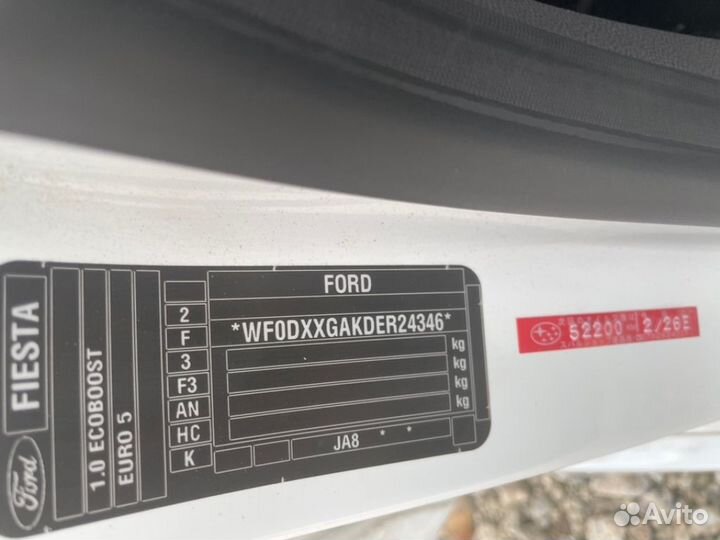 FORD
*WF0DXXGAKDER24346*
kg
kg
kg
kg
JA8 * *
2
F
3
F3
AN
HC
K
FIESTA
1.0 ECOBOOST
EURO 5
Ford
52200 2/26E
Avito